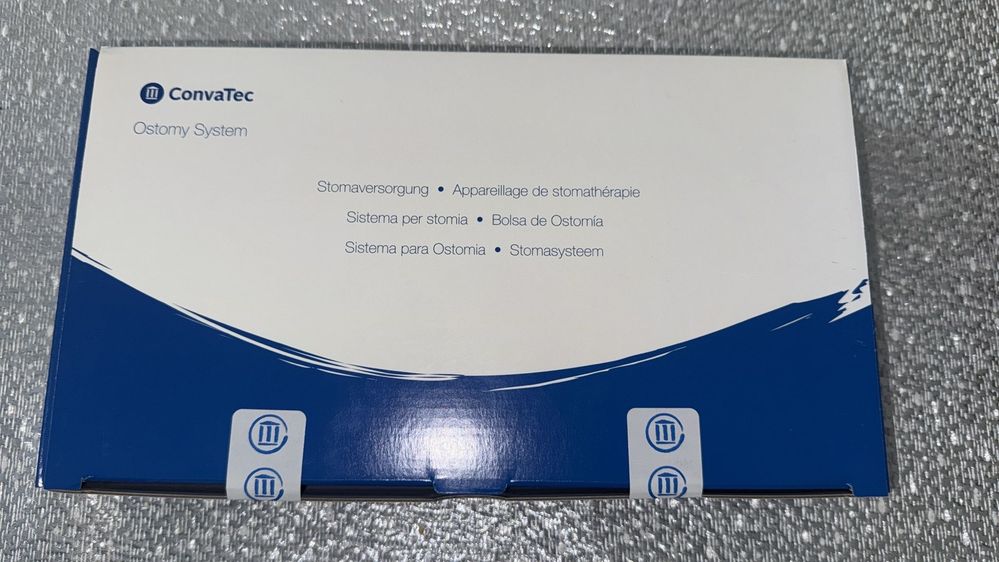 ConvaTec
Ostomy System
Stomaversorgung • Appareillage de stomathérapie
Sistema per stomia • Bolsa de Ostomía
Sistema para Ostomia • Stomasysteem